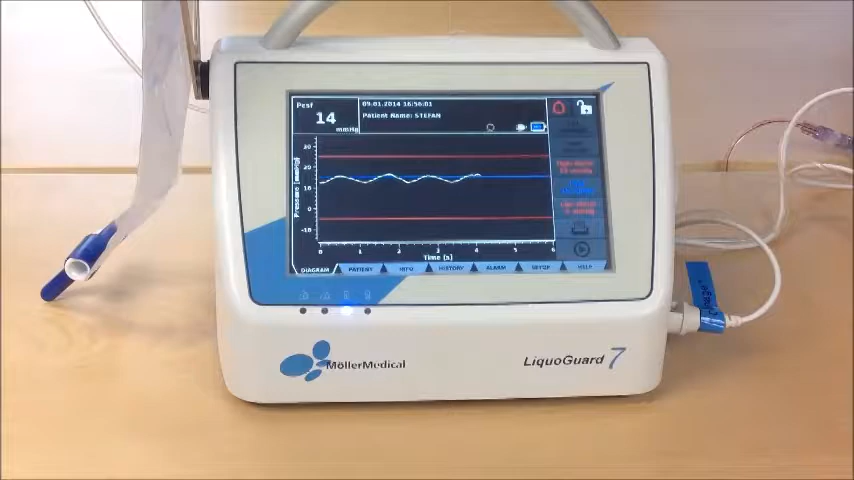 Pcsf
14
mmHg
09.01.2014 16:56:01
Patient Name: STEFAN
Pressure [mmHg]
30
20
10
0
-10
0
1
2
3
4
5
6
Time [s]
DIAGRAM
PATIENT
INFO
HISTORY
ALARM
SETUP
HELP
MöllerMedical
LiquoGuard 7